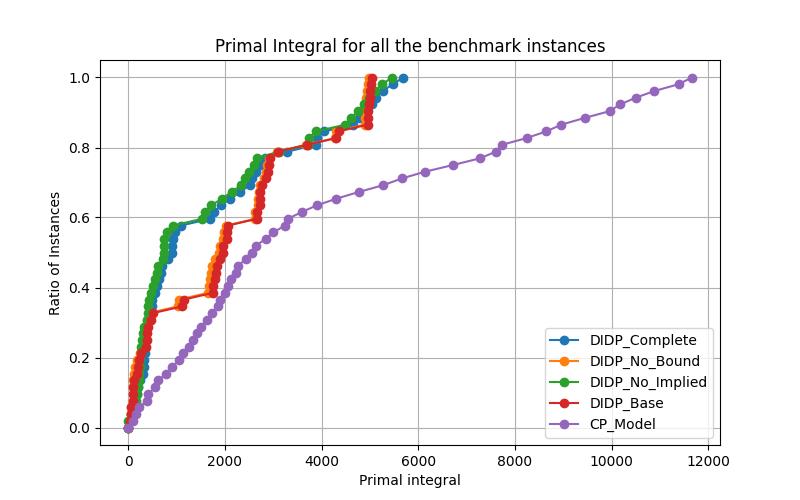 Primal Integral for all the benchmark instances
Ratio of Instances
1.0
0.8
0.6
0.4
0.2
0.0
DIDP_Complete
DIDP_No_Bound
DIDP_No_Implied
DIDP_Base
CP_Model
0 2000 4000 6000 8000 10000 12000
Primal integral